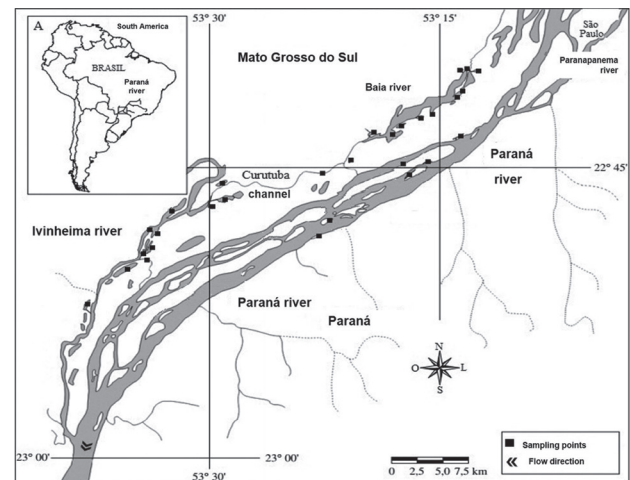 A
South America
BRASIL
Paraná
river
53° 30'
53° 15'
São
Paulo
Mato Grosso do Sul
Paranapanema
river
Baia river
Paraná
river
22° 45'
Curutuba
channel
Ivinheima river
Paraná river
Paraná
N
O
L
S
Sampling points
Flow direction
0 2,5 5,0 7,5 km
23° 00'
23° 00'
53° 30'